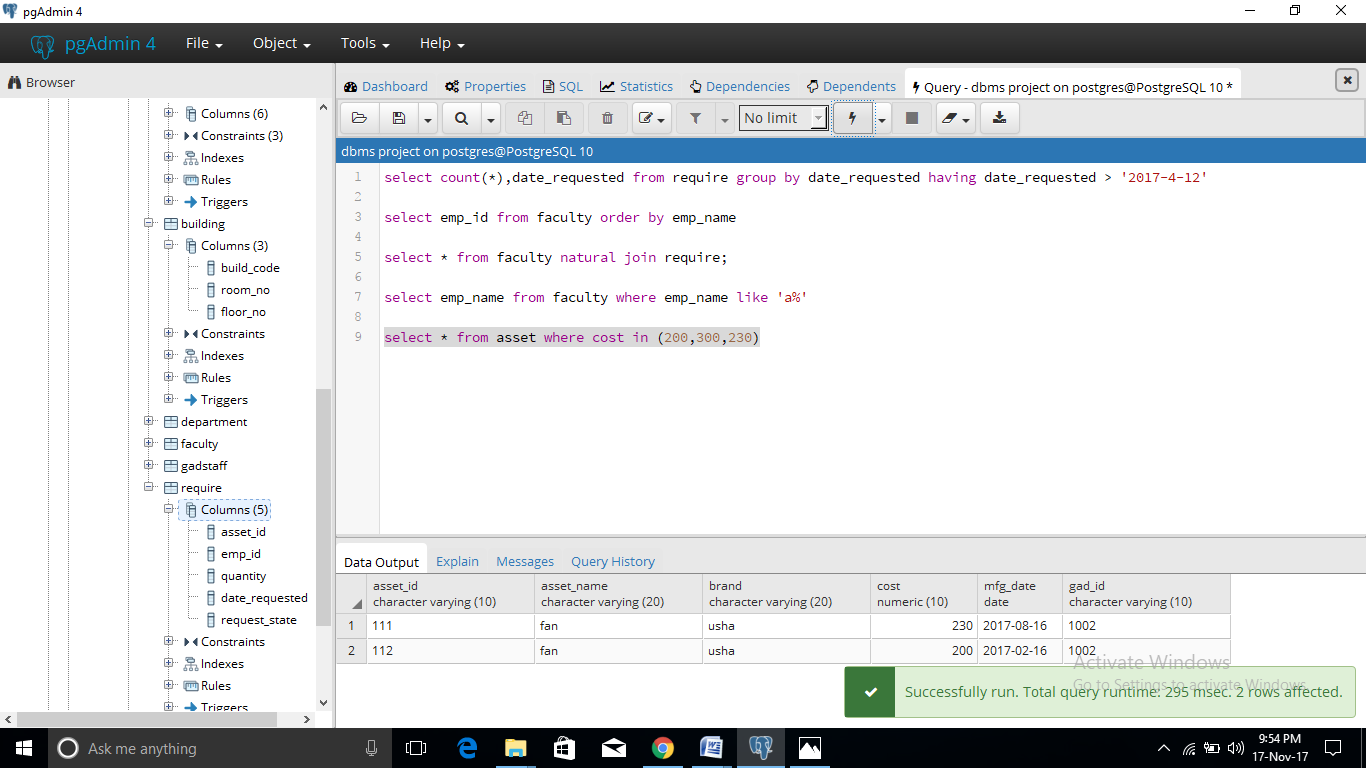 pgAdmin 4
pgAdmin 4 File Object Tools Help
Browser
Columns (6)
Constraints (3)
Indexes
Rules
Triggers
building
Columns (3)
build_code
room_no
floor_no
Constraints
Indexes
Rules
Triggers
department
faculty
gadstaff
require
Columns (5)
asset_id
emp_id
quantity
date_requested
request_state
Constraints
Indexes
Rules
Triggers
Dashboard Properties SQL Statistics Dependencies Dependents Query - dbms project on postgres@PostgreSQL 10 *
No limit
dbms project on postgres@PostgreSQL 10
1 select count(*),date_requested from require group by date_requested having date_requested > '2017-4-12'
2
3 select emp_id from faculty order by emp_name
4
5 select * from faculty natural join require;
6
7 select emp_name from faculty where emp_name like 'a%'
8
9 select * from asset where cost in (200,300,230)
Data Output Explain Messages Query History
asset_id asset_name brand cost mfg_date gad_id
character varying (10) character varying (20) character varying (20) numeric (10) date character varying (10)
1 111 fan usha 230 2017-08-16 1002
2 112 fan usha 200 2017-02-16 1002
Activate Windows
Go to Settings to activate Windows.
Successfully run. Total query runtime: 295 msec. 2 rows affected.
Ask me anything
9:54 PM
17-Nov-17